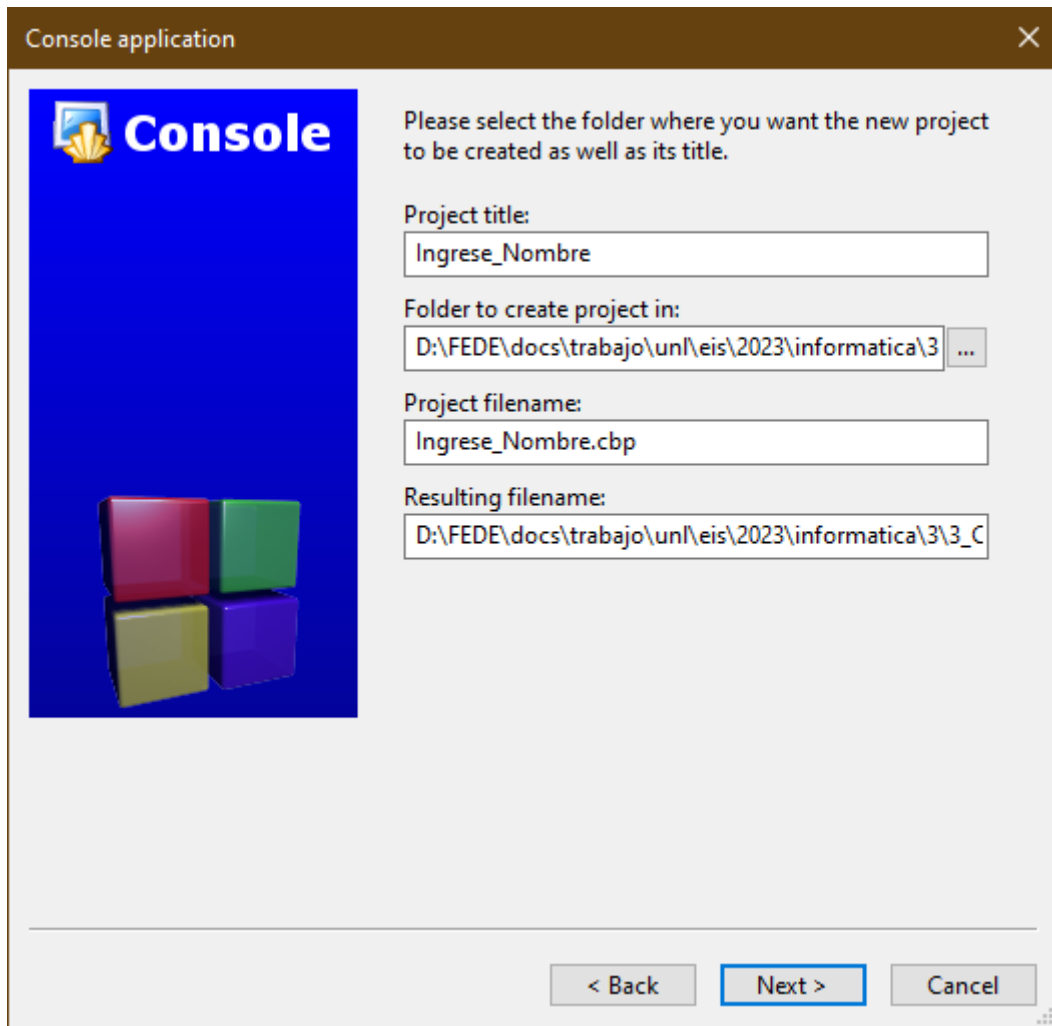 Console application
Console
Please select the folder where you want the new project
to be created as well as its title.
Project title:
Ingrese_Nombre
Folder to create project in:
D:\FEDE\docs\trabajo\unl\eis\2023\informatica\3
...
Project filename:
Ingrese_Nombre.cbp
Resulting filename:
D:\FEDE\docs\trabajo\unl\eis\2023\informatica\3\3_C
< Back
Next >
Cancel